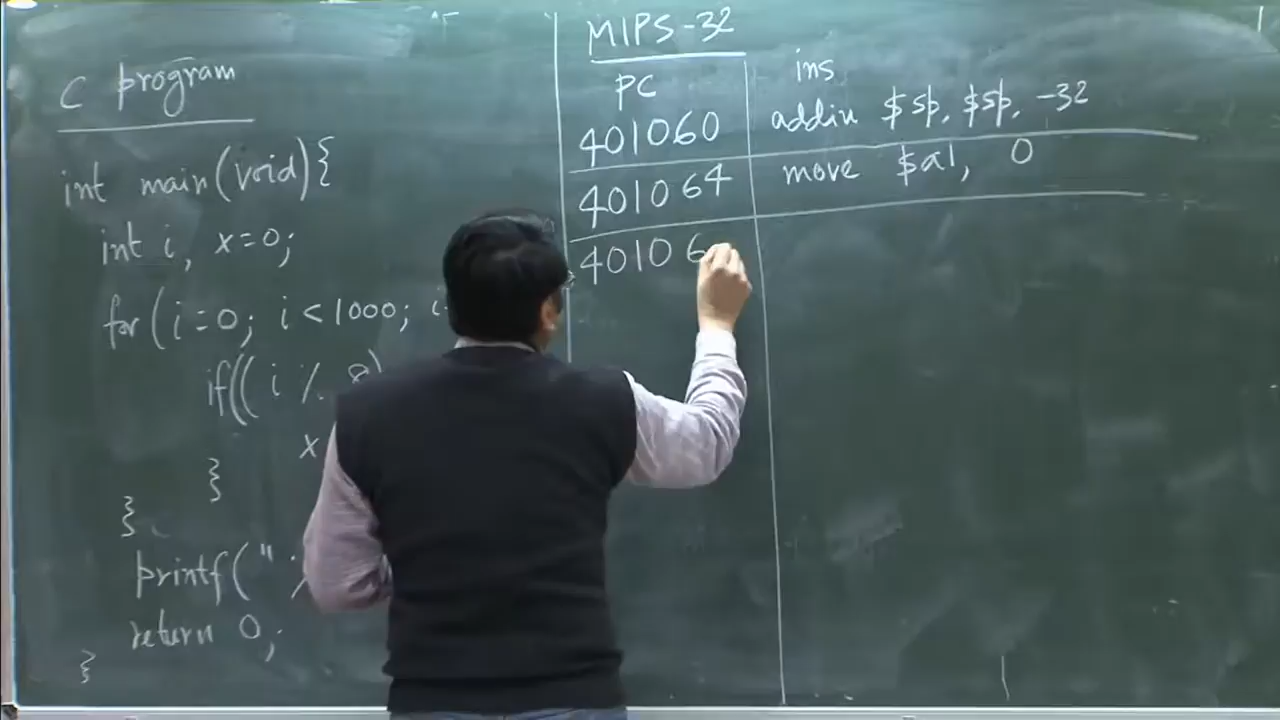 C program
int main(void){
int i, x=0;
for(i=0; i<1000; i
if(( i % 8)
x
}
}
printf("
return 0;
}
MIPS-32
PC ins
401060 addiu $sp, $sp, -32
401064 move $a1, 0
40106